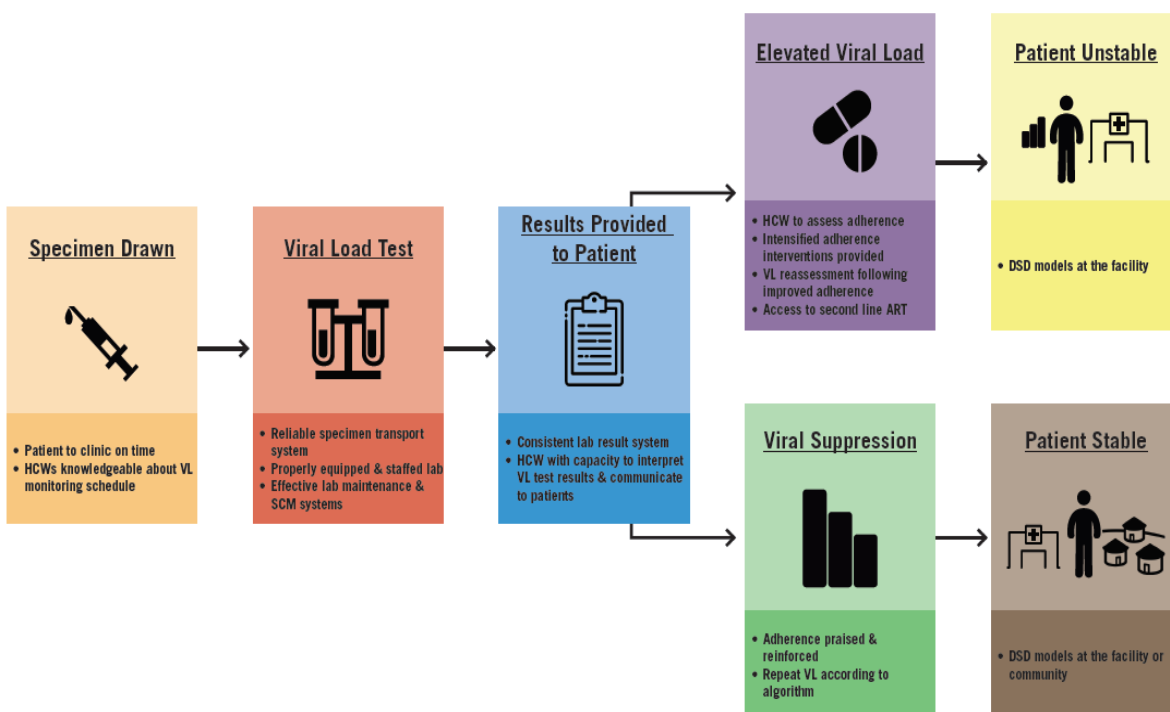 Specimen Drawn
• Patient to clinic on time
• HCWs knowledgeable about VL
monitoring schedule
Viral Load Test
• Reliable specimen transport
system
• Properly equipped & staffed lab
• Effective lab maintenance &
SCM systems
Results Provided
to Patient
• Consistent lab result system
• HCW with capacity to interpret
VL test results & communicate
to patients
Elevated Viral Load
• HCW to assess adherence
• Intensified adherence
interventions provided
• VL reassessment following
improved adherence
• Access to second line ART
Patient Unstable
• DSD models at the facility
Viral Suppression
• Adherence praised &
reinforced
• Repeat VL according to
algorithm
Patient Stable
• DSD models at the facility or
community